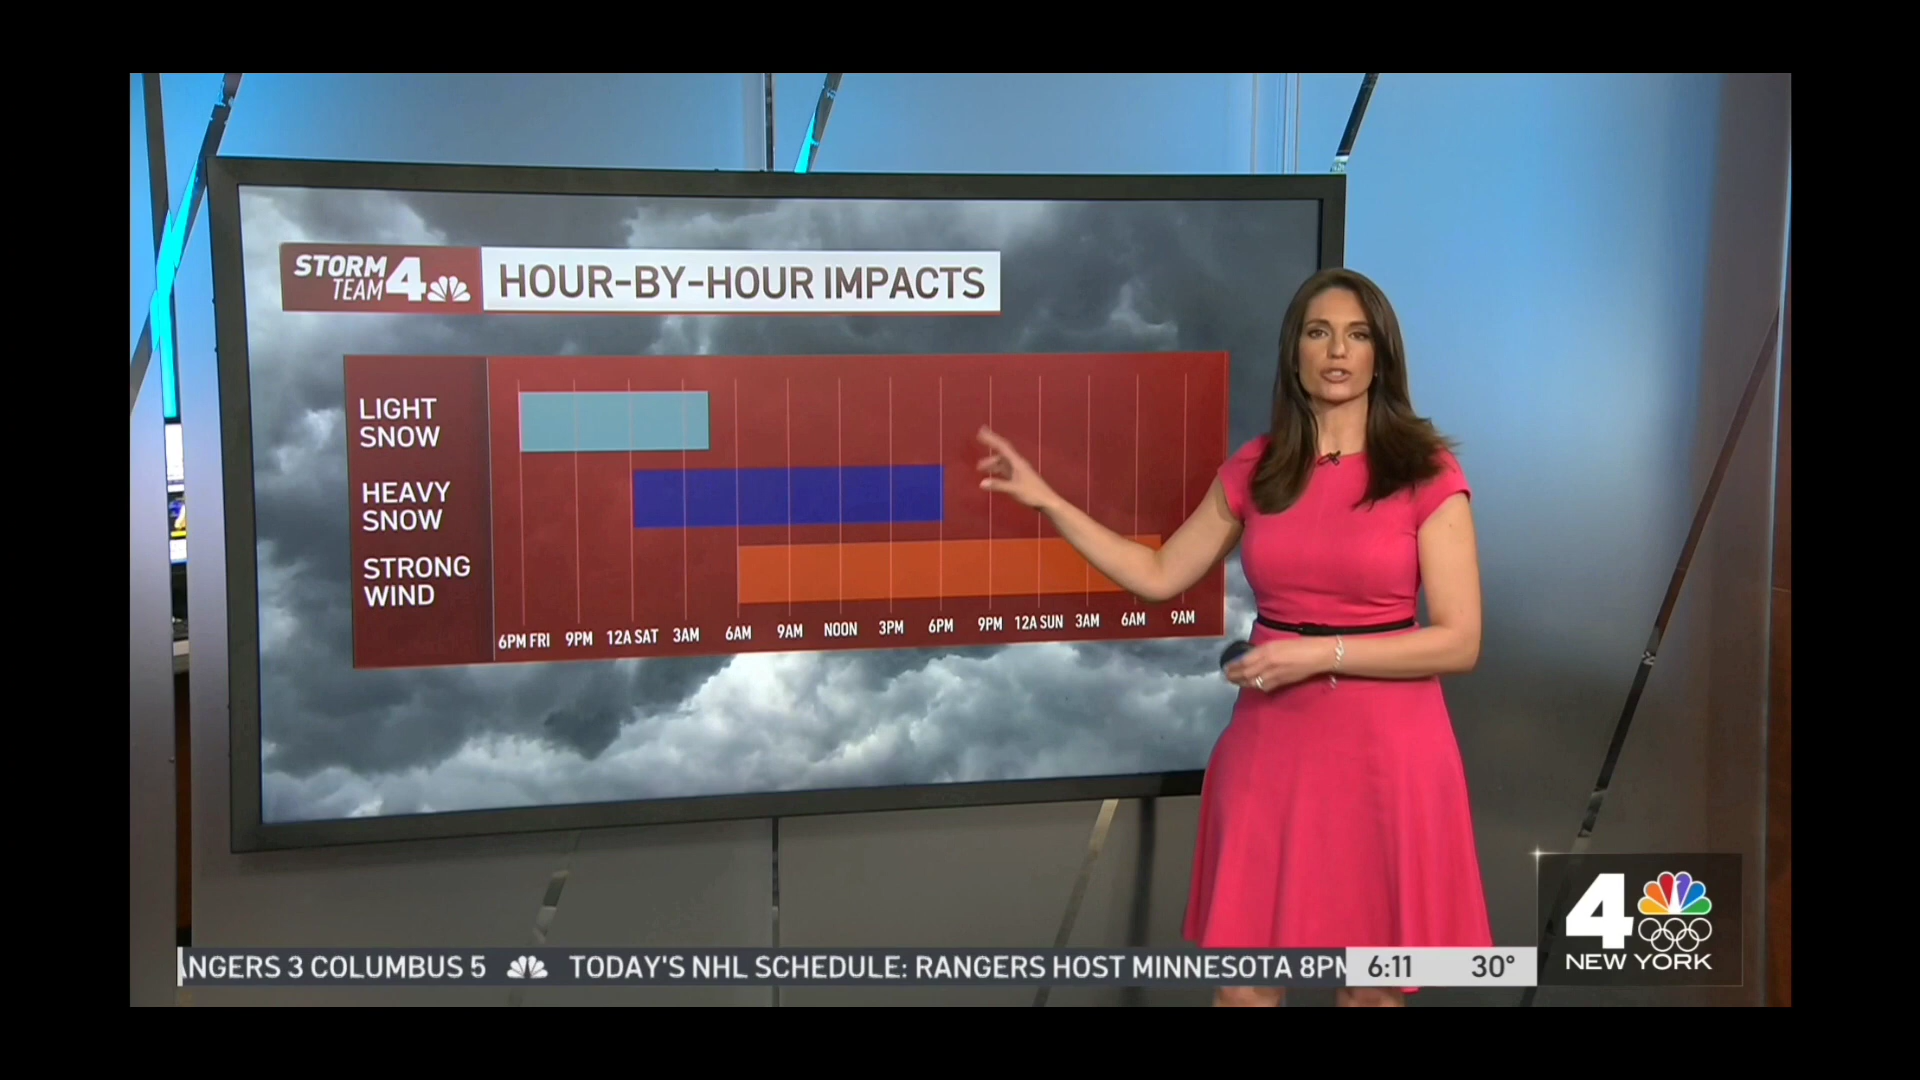 STORM
TEAM 4
HOUR-BY-HOUR IMPACTS
LIGHT
SNOW
HEAVY
SNOW
STRONG
WIND
6PM FRI 9PM 12A SAT 3AM 6AM 9AM NOON 3PM 6PM 9PM 12A SUN 3AM 6AM 9AM
4
NEW YORK
NGERS 3 COLUMBUS 5 TODAY'S NHL SCHEDULE: RANGERS HOST MINNESOTA 8PM 6:11 30°